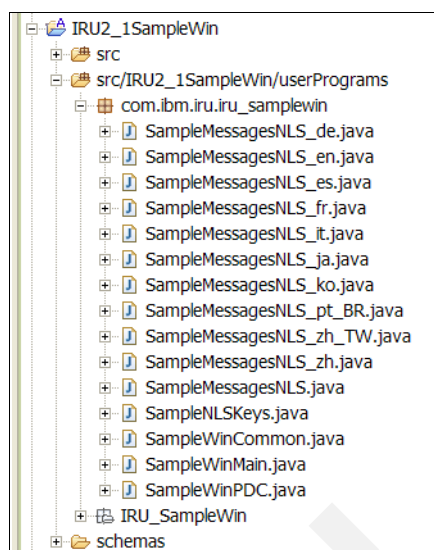 IRU2_1SampleWin
src
src/IRU2_1SampleWin/userPrograms
com.ibm.iru.iru_samplewin
SampleMessagesNLS_de.java
SampleMessagesNLS_en.java
SampleMessagesNLS_es.java
SampleMessagesNLS_fr.java
SampleMessagesNLS_it.java
SampleMessagesNLS_ja.java
SampleMessagesNLS_ko.java
SampleMessagesNLS_pt_BR.java
SampleMessagesNLS_zh_TW.java
SampleMessagesNLS_zh.java
SampleMessagesNLS.java
SampleNLSKeys.java
SampleWinCommon.java
SampleWinMain.java
SampleWinPDC.java
IRU_SampleWin
schemas